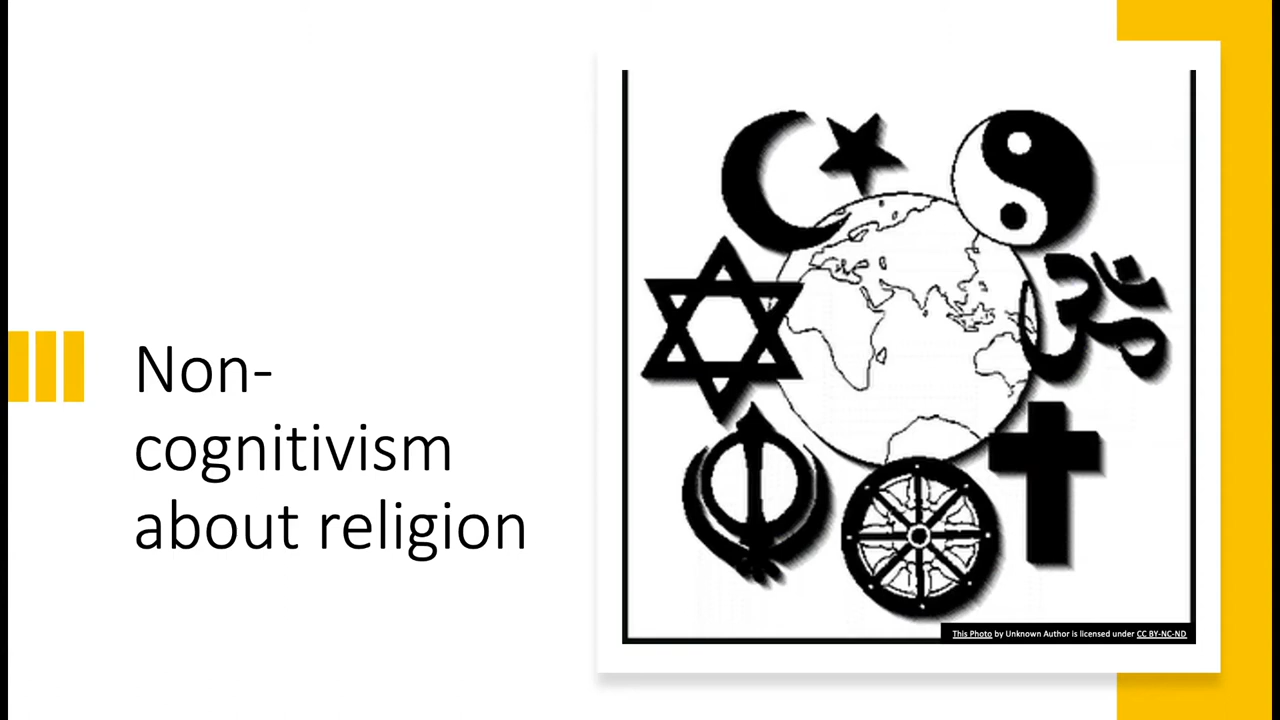 Non-
cognitivism
about religion
This Photo by Unknown Author is licensed under CC BY-NC-ND